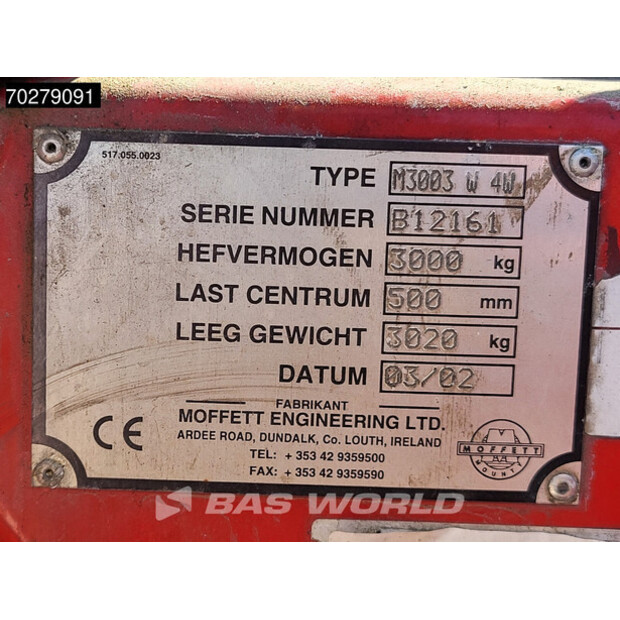 70279091
517.055.0023
TYPE M3003 W 4W
SERIE NUMMER B12161
HEFVERMOGEN 3000 kg
LAST CENTRUM 500 mm
LEEG GEWICHT 3020 kg
DATUM 03/02
FABRIKANT
MOFFETT ENGINEERING LTD.
ARDEE ROAD, DUNDALK, Co. LOUTH, IRELAND
TEL: + 353 42 9359500
FAX: + 353 42 9359590
CE
MOFFETT
MOUNTY
BAS WORLD